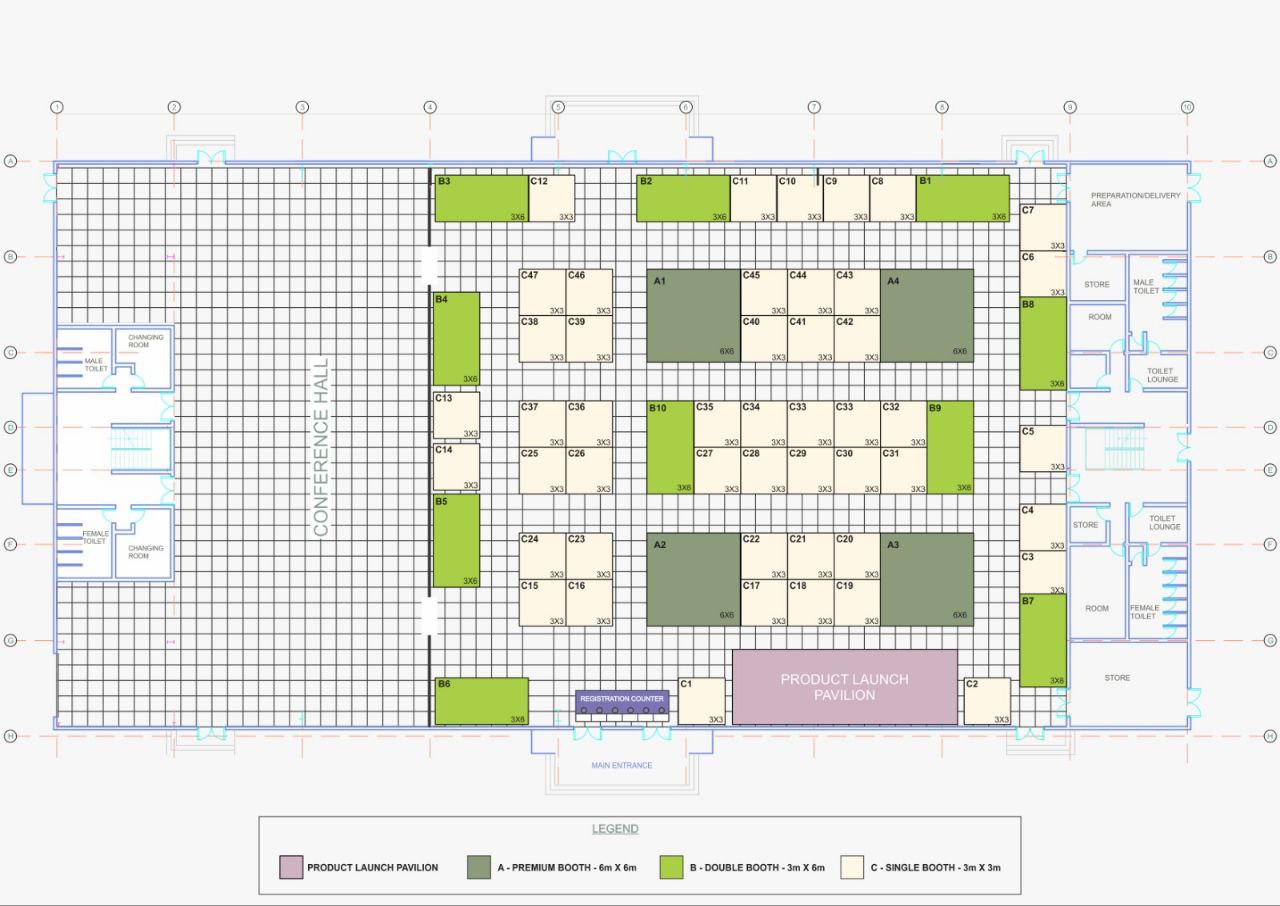 1 2 3 4 5 6 7 8 9 10
A A
B3 C12 B2 C11 C10 C9 C8 B1
3X6 3X3 3X6 3X3 3X3 3X3 3X3 3X6
PREPARATION/DELIVERY
AREA
C7
3X3
B B
C6
3X3
C47 C46 A1 C45 C44 C43 A4
3X3 3X3 3X3 3X3 3X3
STORE
MALE
TOILET
B4
3X6
B8
3X6
ROOM
C38 C39 C40 C41 C42
3X3 3X3 6X6 3X3 3X3 3X3 6X6
CHANGING
ROOM
C C
MALE
TOILET
TOILET
LOUNGE
CONFERENCE HALL
C13
3X3
C37 C36 B10 C35 C34 C33 C33 C32 B9
3X3 3X3 3X3 3X3 3X3 3X3 3X3
D D
C5
3X3
C14
3X3
C25 C26 C27 C28 C29 C30 C31
3X3 3X3 3X6 3X3 3X3 3X3 3X3 3X3 3X6
E E
B5
3X6
C4
3X3
STORE
TOILET
LOUNGE
FEMALE
TOILET
CHANGING
ROOM
F F
C24 C23 A2 C22 C21 C20 A3
3X3 3X3 3X3 3X3 3X3
C3
3X3
C15 C16 C17 C18 C19
3X3 3X3 6X6 3X3 3X3 3X3 6X6
B7
3X6
ROOM
FEMALE
TOILET
G G
B6
3X6
REGISTRATION COUNTER
C1
3X3
PRODUCT LAUNCH
PAVILION
C2
3X3
STORE
H H
MAIN ENTRANCE
LEGEND
PRODUCT LAUNCH PAVILION
A - PREMIUM BOOTH - 6m X 6m
B - DOUBLE BOOTH - 3m X 6m
C - SINGLE BOOTH - 3m X 3m